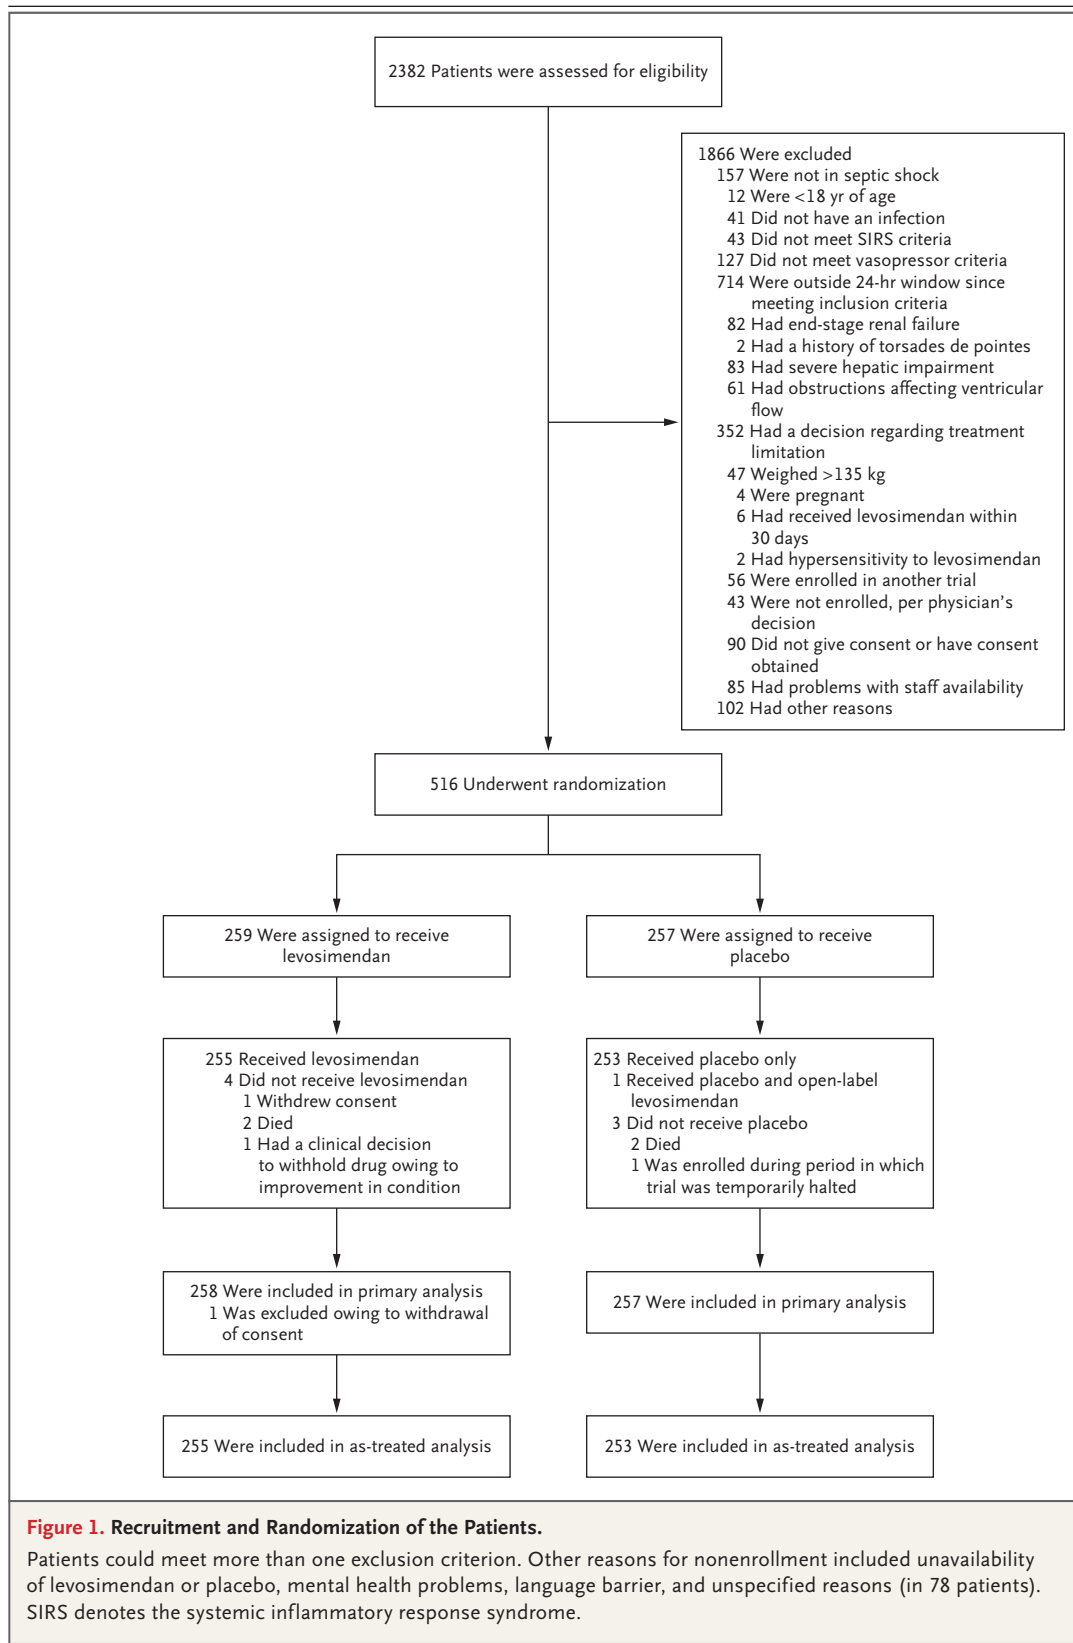 2382 Patients were assessed for eligibility
1866 Were excluded
157 Were not in septic shock
12 Were <18 yr of age
41 Did not have an infection
43 Did not meet SIRS criteria
127 Did not meet vasopressor criteria
714 Were outside 24-hr window since
meeting inclusion criteria
82 Had end-stage renal failure
2 Had a history of torsades de pointes
83 Had severe hepatic impairment
61 Had obstructions affecting ventricular
flow
352 Had a decision regarding treatment
limitation
47 Weighed >135 kg
4 Were pregnant
6 Had received levosimendan within
30 days
2 Had hypersensitivity to levosimendan
56 Were enrolled in another trial
43 Were not enrolled, per physician’s
decision
90 Did not give consent or have consent
obtained
85 Had problems with staff availability
102 Had other reasons
516 Underwent randomization
259 Were assigned to receive
levosimendan
257 Were assigned to receive
placebo
255 Received levosimendan
4 Did not receive levosimendan
1 Withdrew consent
2 Died
1 Had a clinical decision
to withhold drug owing to
improvement in condition
253 Received placebo only
1 Received placebo and open-label
levosimendan
3 Did not receive placebo
2 Died
1 Was enrolled during period in which
trial was temporarily halted
258 Were included in primary analysis
1 Was excluded owing to withdrawal
of consent
257 Were included in primary analysis
255 Were included in as-treated analysis
253 Were included in as-treated analysis
Figure 1. Recruitment and Randomization of the Patients.
Patients could meet more than one exclusion criterion. Other reasons for nonenrollment included unavailability
of levosimendan or placebo, mental health problems, language barrier, and unspecified reasons (in 78 patients).
SIRS denotes the systemic inflammatory response syndrome.